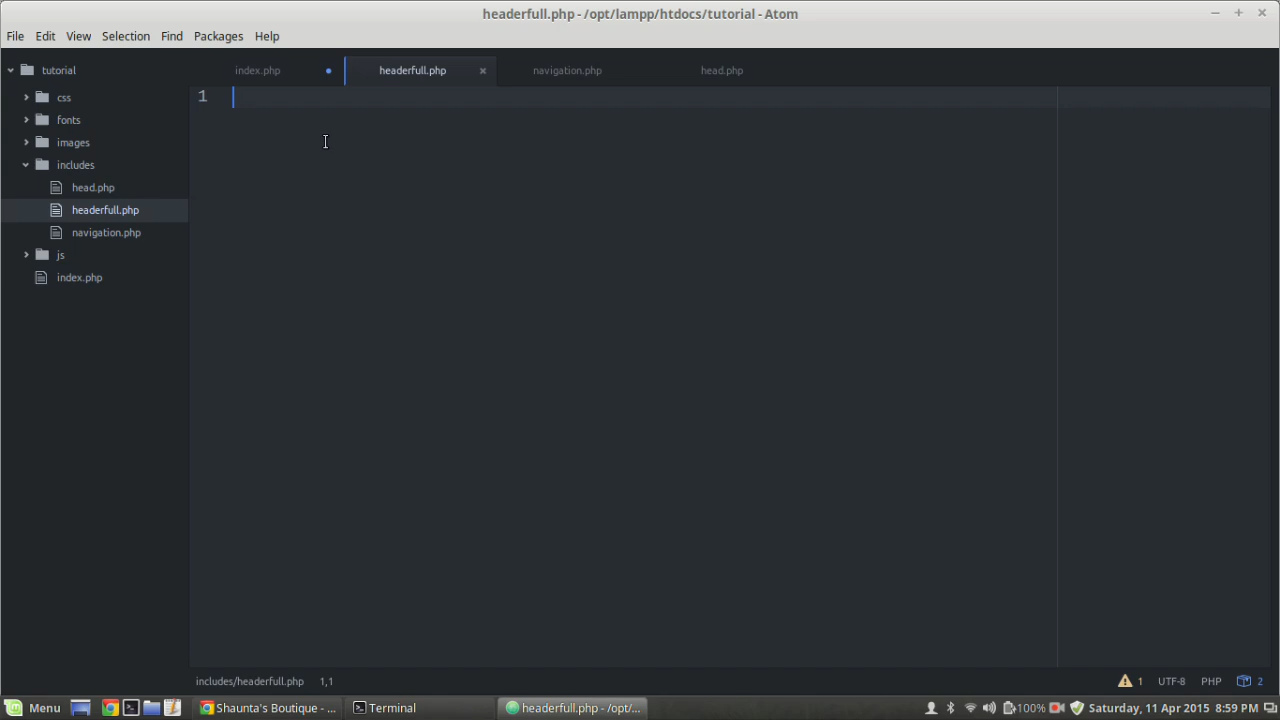 headerfull.php - /opt/lampp/htdocs/tutorial - Atom
File Edit View Selection Find Packages Help
tutorial
index.php headerfull.php navigation.php head.php
1
css
fonts
images
includes
head.php
headerfull.php
navigation.php
js
index.php
includes/headerfull.php 1,1 1 UTF-8 PHP 2
Menu Shaunta's Boutique - ... Terminal headerfull.php - /opt/... 100% Saturday, 11 Apr 2015 8:59 PM